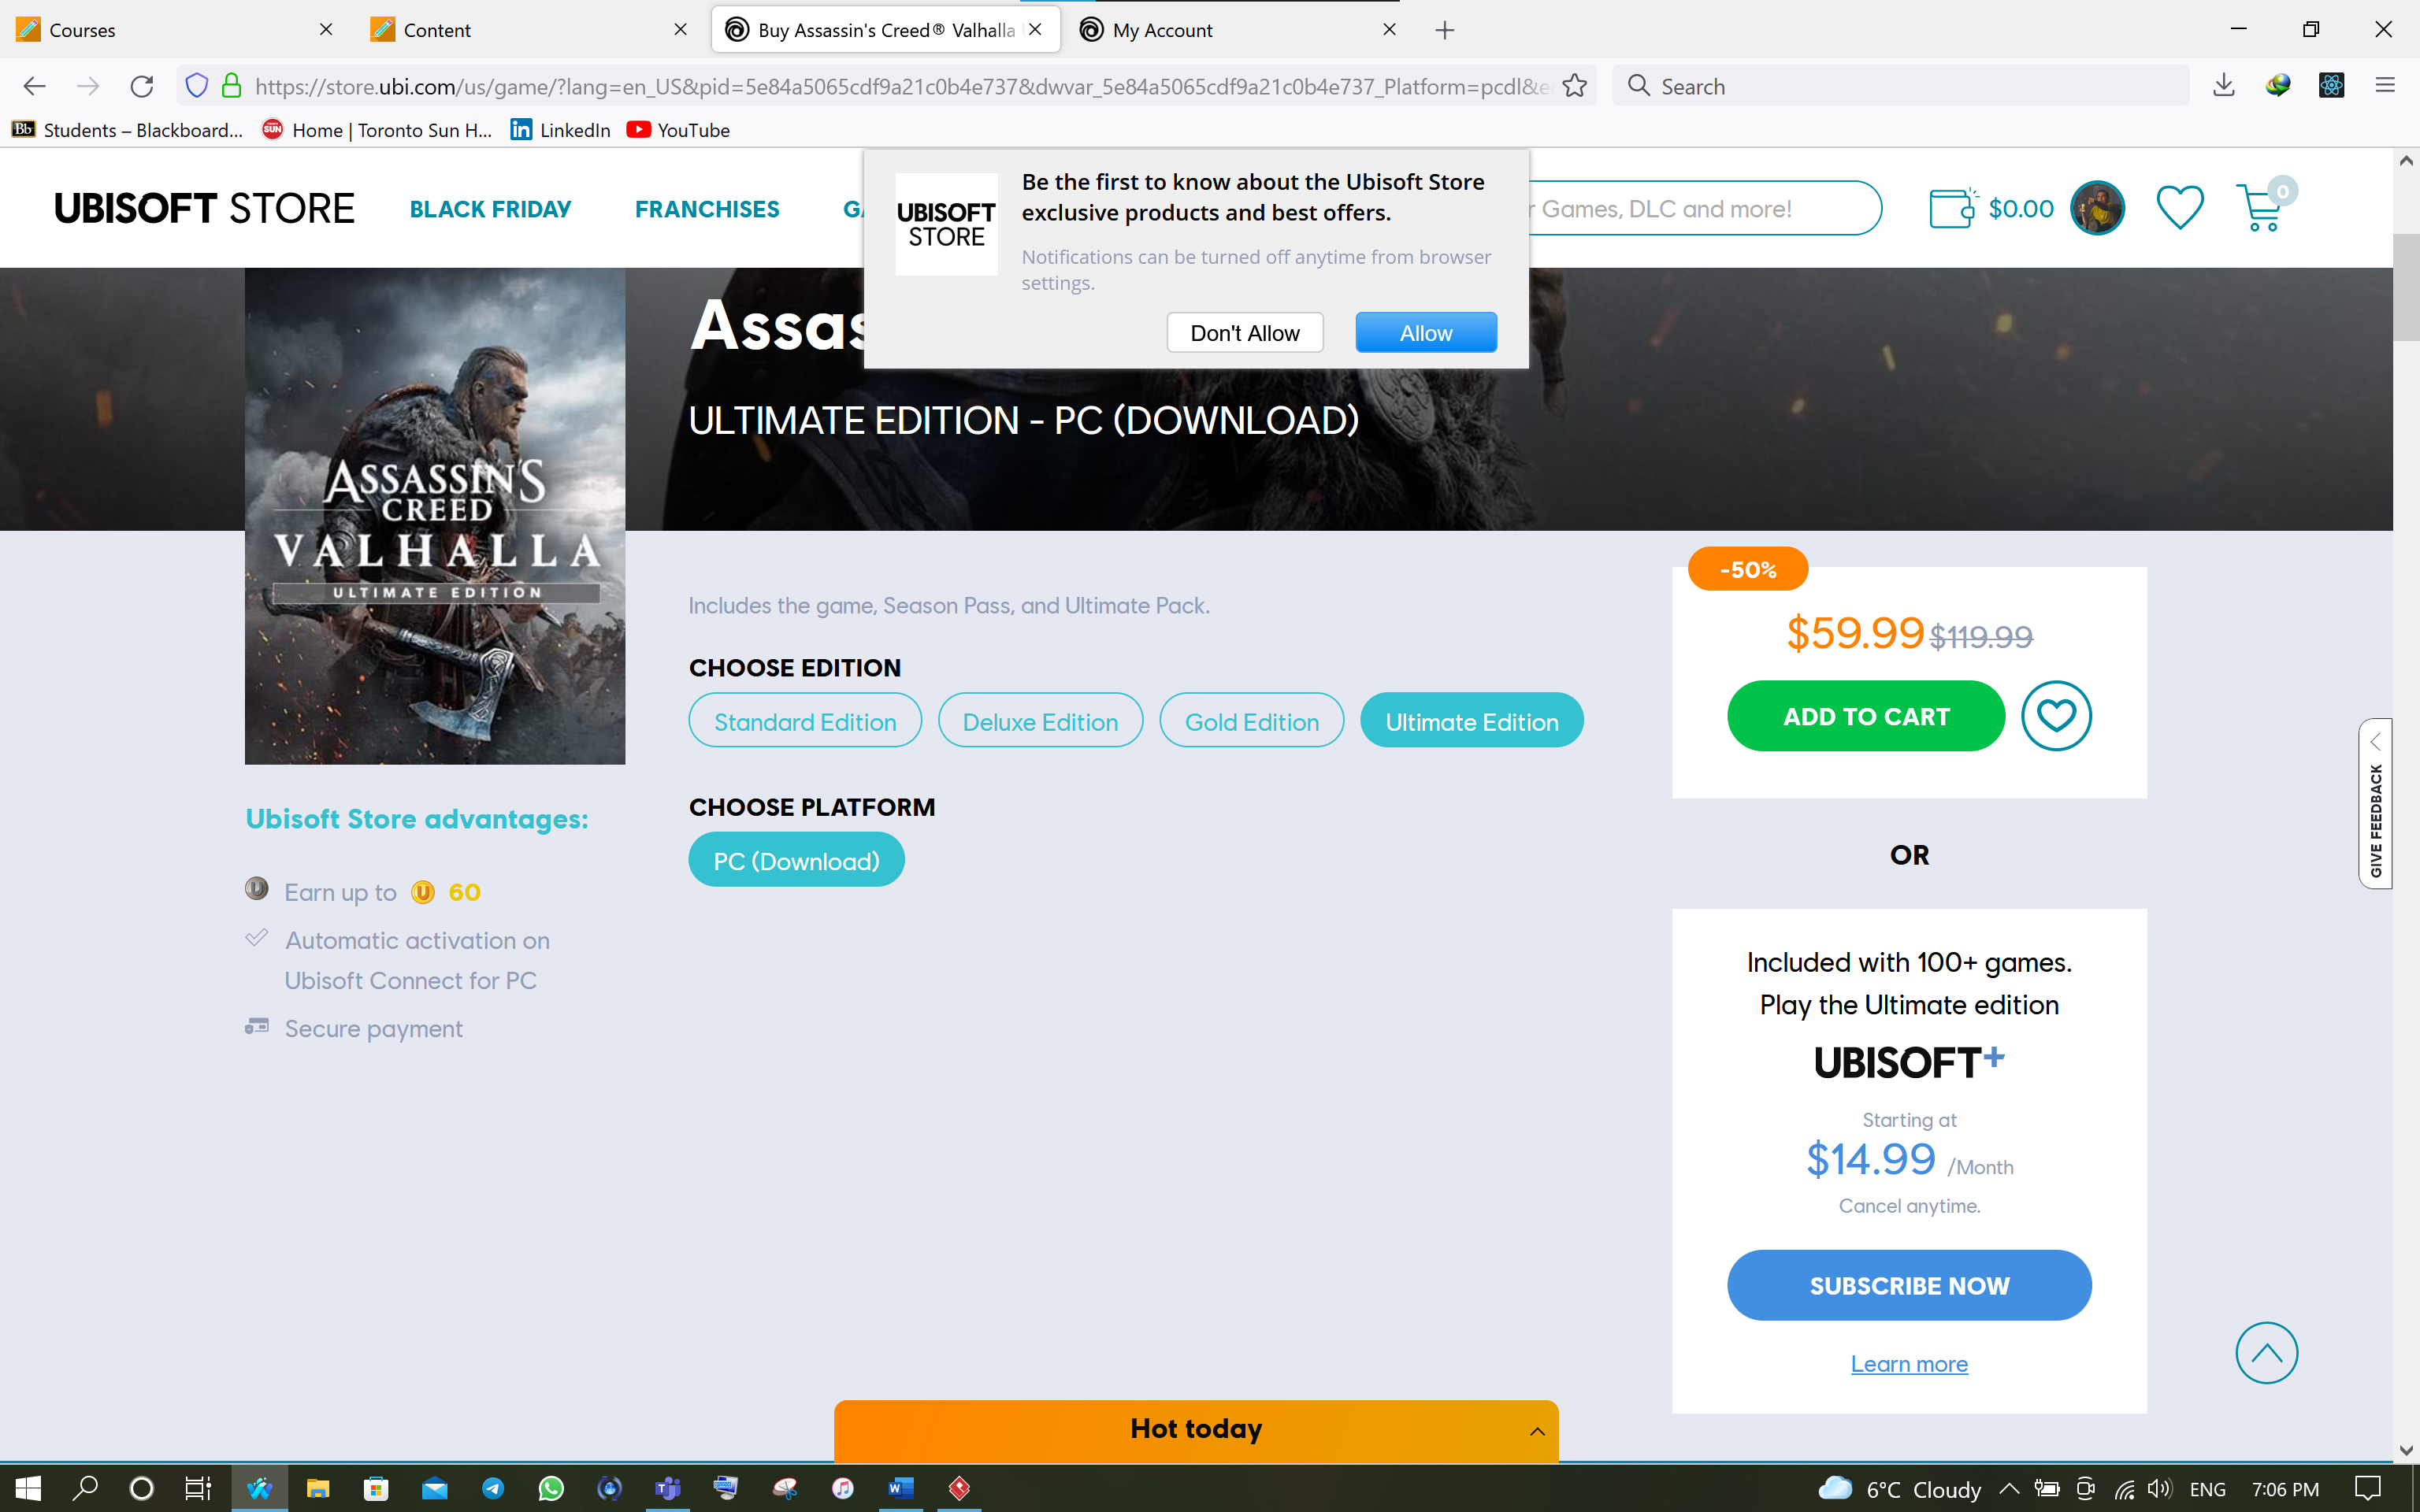 Courses
Content
Buy Assassin's Creed® Valhalla
My Account
https://store.ubi.com/us/game/?lang=en_US&pid=5e84a5065cdf9a21c0b4e737&dwvar_5e84a5065cdf9a21c0b4e737_Platform=pcdl&e
Search
Bb Students – Blackboard...
SUN Home | Toronto Sun H...
in LinkedIn
YouTube
UBISOFT STORE
BLACK FRIDAY
FRANCHISES
GA
UBISOFT
STORE
Be the first to know about the Ubisoft Store
exclusive products and best offers.
Notifications can be turned off anytime from browser
settings.
Don't Allow
Allow
r Games, DLC and more!
$0.00
0
Assas
ULTIMATE EDITION - PC (DOWNLOAD)
ASSASSIN'S
CREED
VALHALLA
ULTIMATE EDITION
Includes the game, Season Pass, and Ultimate Pack.
CHOOSE EDITION
Standard Edition
Deluxe Edition
Gold Edition
Ultimate Edition
CHOOSE PLATFORM
PC (Download)
Ubisoft Store advantages:
Earn up to U 60
Automatic activation on
Ubisoft Connect for PC
Secure payment
-50%
$59.99 $119.99
ADD TO CART
OR
Included with 100+ games.
Play the Ultimate edition
UBISOFT+
Starting at
$14.99 /Month
Cancel anytime.
SUBSCRIBE NOW
Learn more
GIVE FEEDBACK
Hot today
6°C Cloudy
ENG
7:06 PM